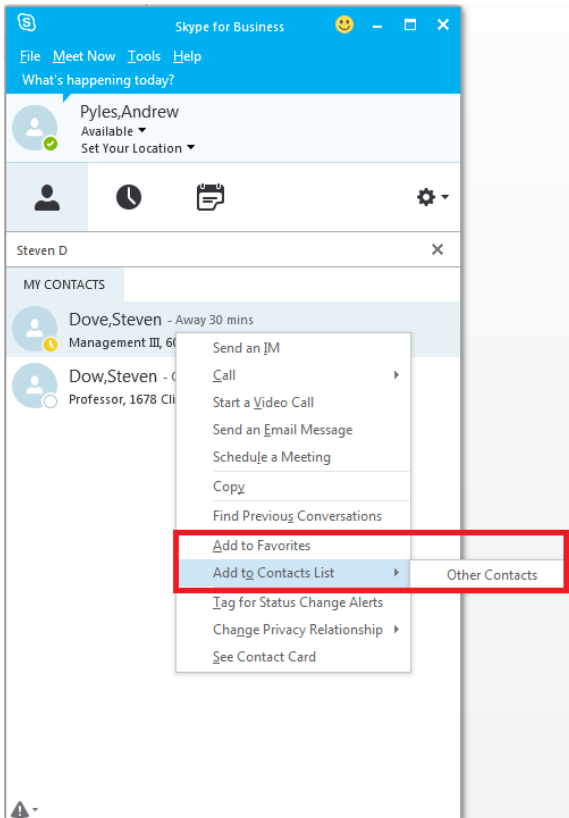 Skype for Business
File Meet Now Tools Help
What's happening today?
Pyles,Andrew
Available
Set Your Location
Steven D
MY CONTACTS
Dove,Steven - Away 30 mins
Management III, 60
Dow,Steven -
Professor, 1678 Cli
Send an IM
Call
Start a Video Call
Send an Email Message
Schedule a Meeting
Copy
Find Previous Conversations
Add to Favorites
Add to Contacts List
Other Contacts
Tag for Status Change Alerts
Change Privacy Relationship
See Contact Card